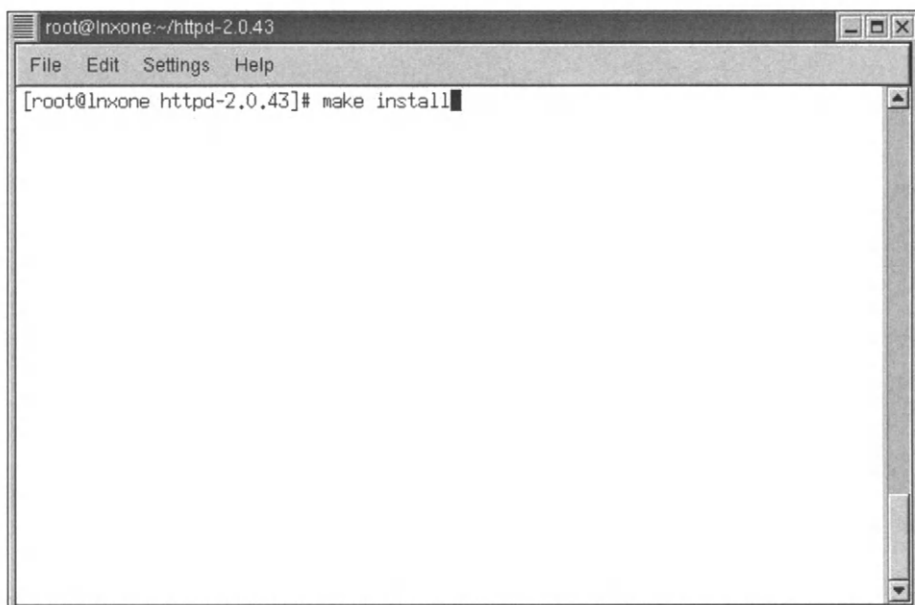 root@lnxone:~/httpd-2.0.43
File Edit Settings Help
[root@lnxone httpd-2.0.43]# make install